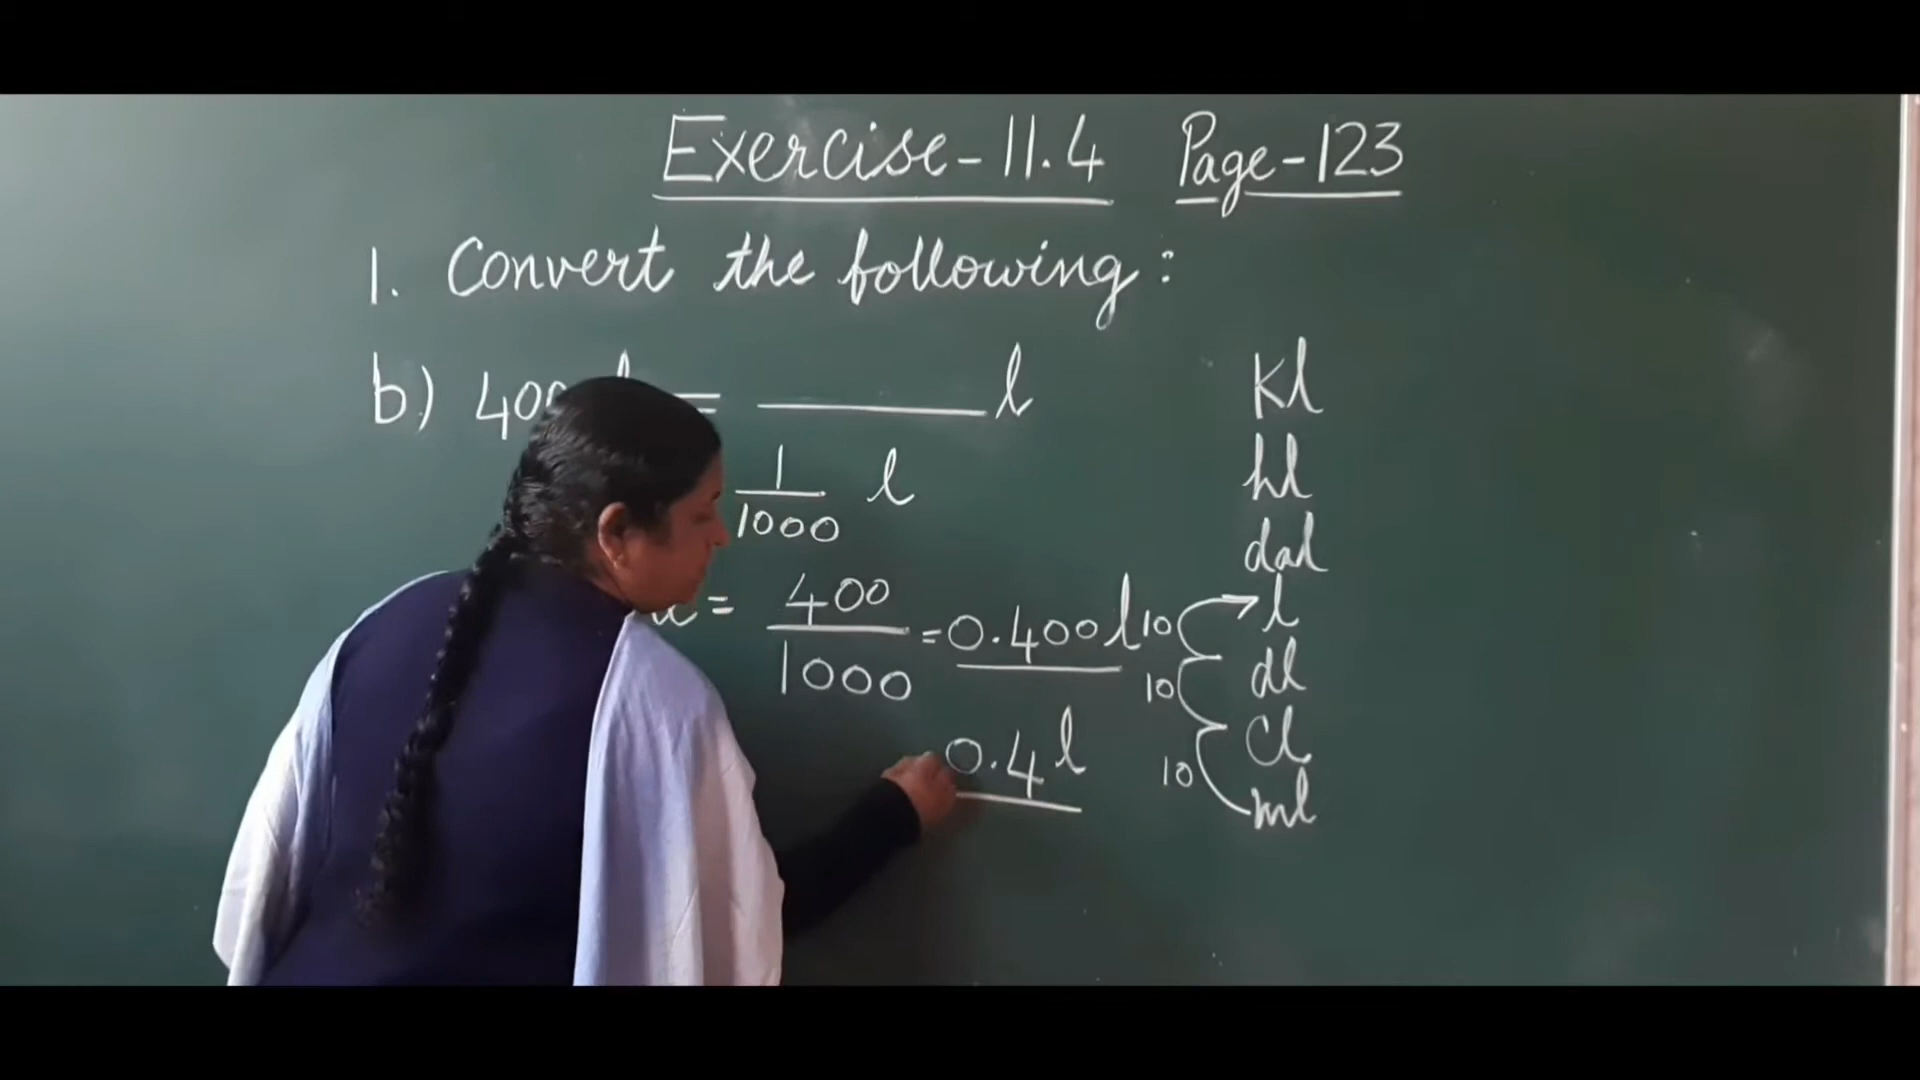 Exercise-11.4 Page-123
1. Convert the following:
b) 400 = ______ l
1/1000 l
= 400/1000 = 0.400 l
0.4 l
Kl
hl
dal
l
dl
Cl
ml
10
10
10